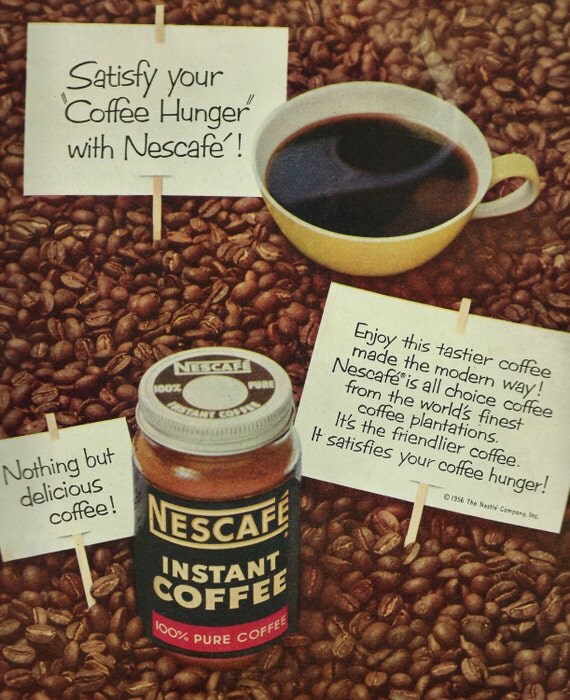 Satisfy your
"Coffee Hunger"
with Nescafé!
Enjoy this tastier coffee
made the modern way!
Nescafé® is all choice coffee
from the world's finest
coffee plantations.
It's the friendlier coffee.
It satisfies your coffee hunger!
© 1956 The Nestlé Company, Inc.
Nothing but
delicious
coffee!
NESCAFÉ
100% PURE
INSTANT COFFEE
NESCAFÉ
INSTANT
COFFEE
100% PURE COFFEE